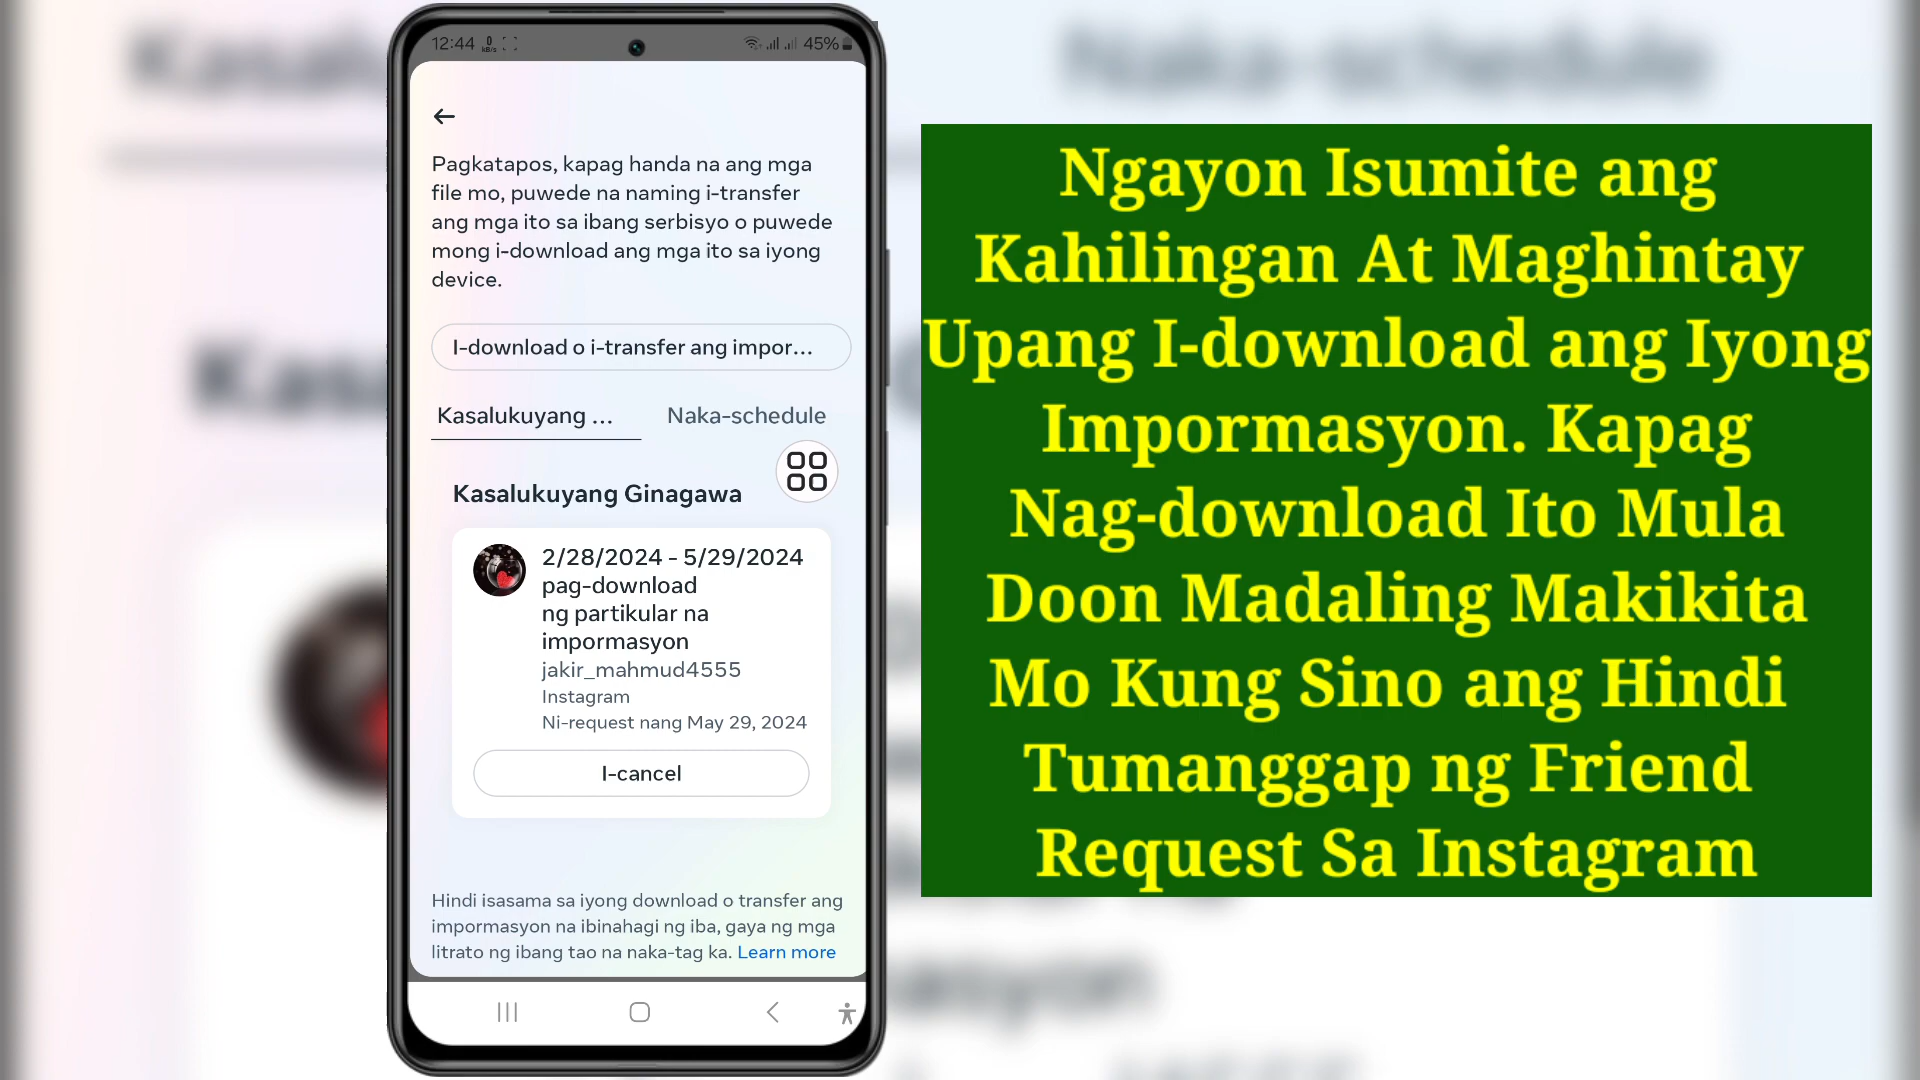 12:44
0 kB/s
45%
Pagkatapos, kapag handa na ang mga
file mo, puwede na naming i-transfer
ang mga ito sa ibang serbisyo o puwede
mong i-download ang mga ito sa iyong
device.
I-download o i-transfer ang impor...
Kasalukuyang ...
Naka-schedule
Kasalukuyang Ginagawa
2/28/2024 - 5/29/2024
pag-download
ng partikular na
impormasyon
jakir_mahmud4555
Instagram
Ni-request nang May 29, 2024
I-cancel
Hindi isasama sa iyong download o transfer ang
impormasyon na ibinahagi ng iba, gaya ng mga
litrato ng ibang tao na naka-tag ka. Learn more
Ngayon Isumite ang
Kahilingan At Maghintay
Upang I-download ang Iyong
Impormasyon. Kapag
Nag-download Ito Mula
Doon Madaling Makikita
Mo Kung Sino ang Hindi
Tumanggap ng Friend
Request Sa Instagram
Naka-schedule